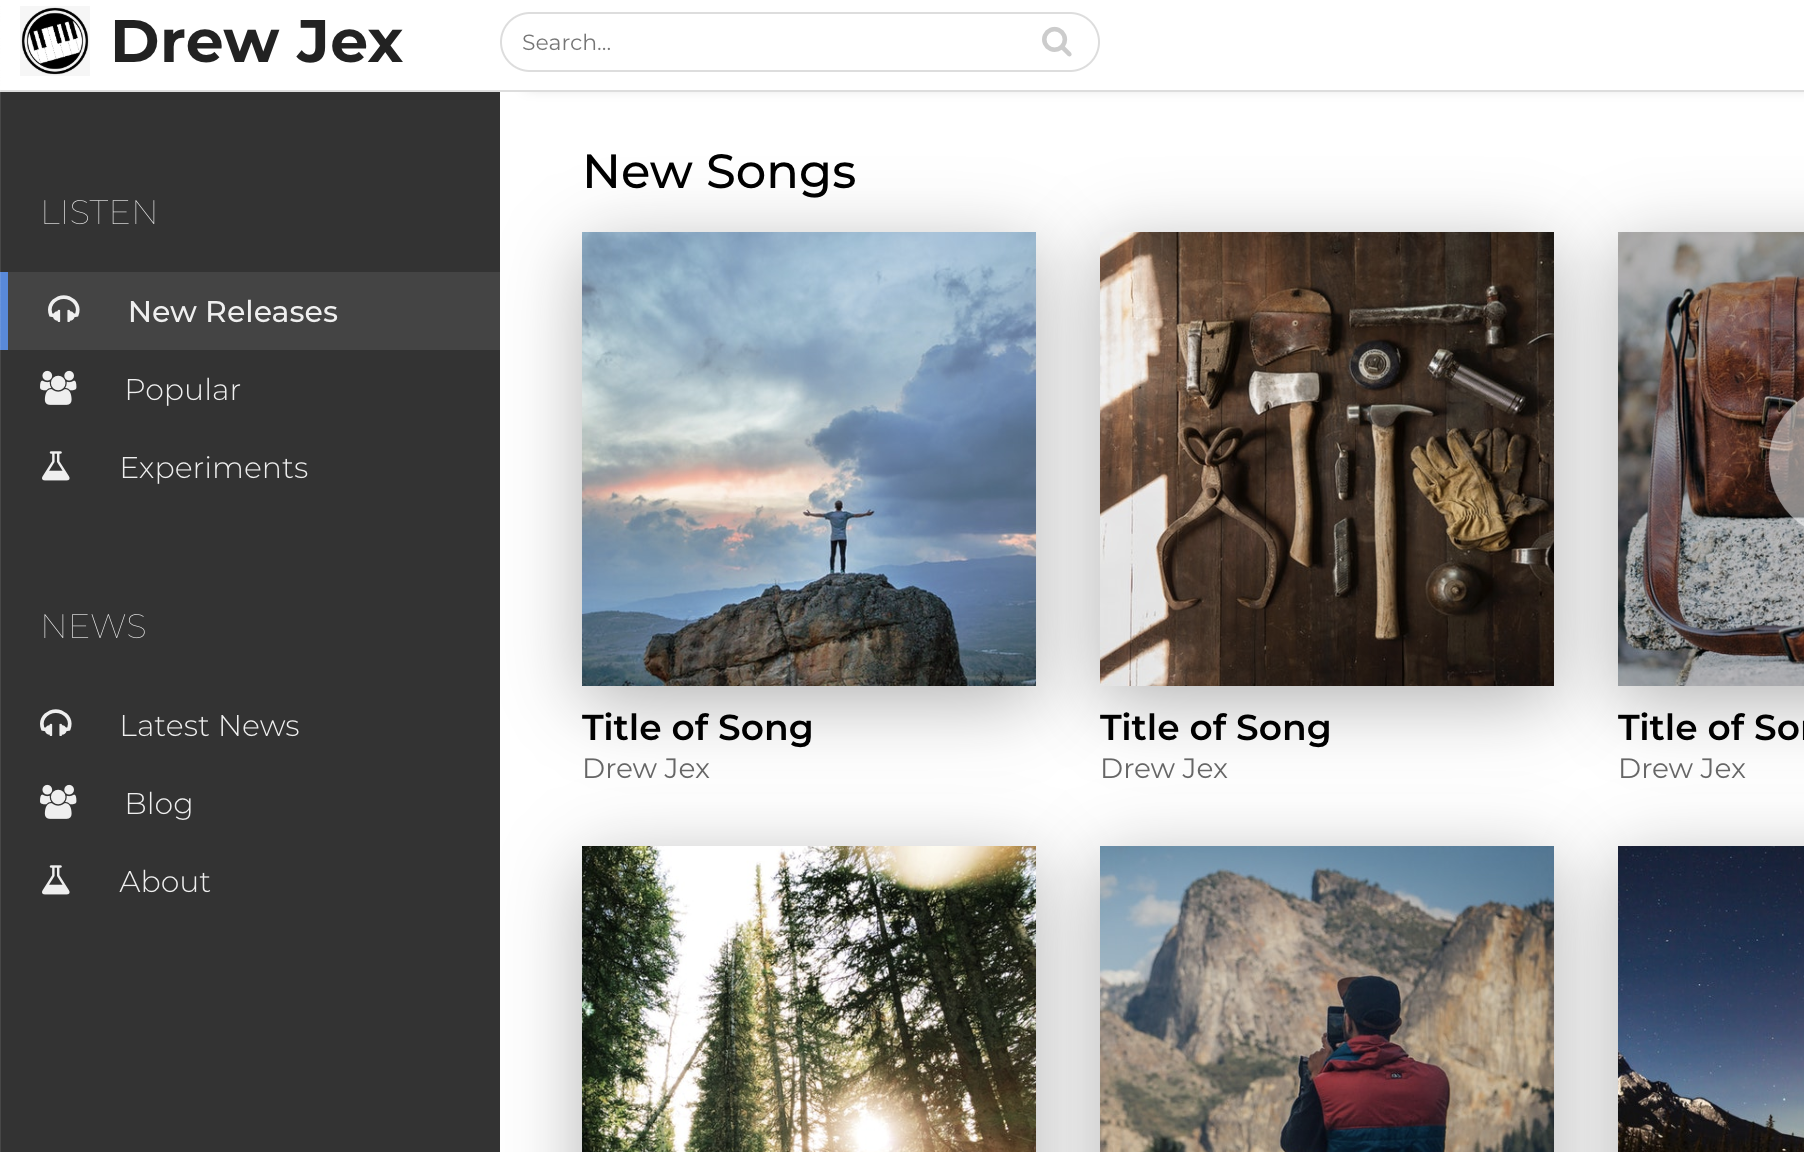 Drew Jex
Search...
LISTEN
New Releases
Popular
Experiments
NEWS
Latest News
Blog
About
New Songs
Title of Song
Drew Jex
Title of Song
Drew Jex
Title of So
Drew Jex